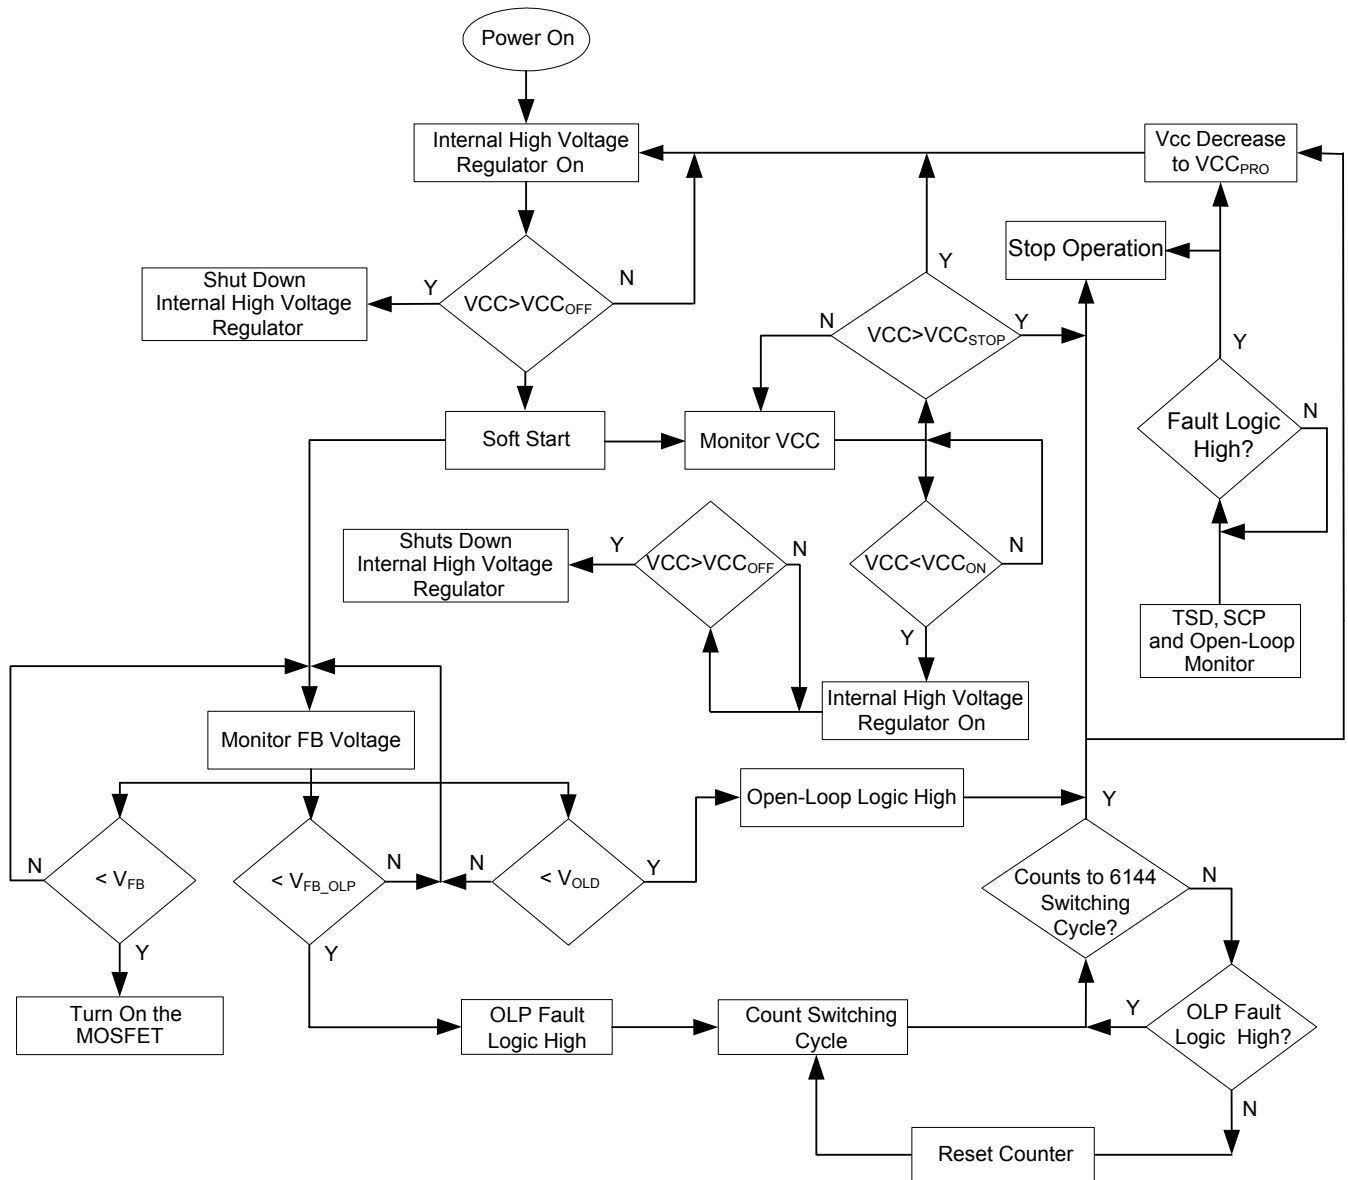 Power On
Internal High Voltage
Regulator On
Vcc Decrease
to VCCPRO
Stop Operation
Shut Down
Internal High Voltage
Regulator
Y
VCC>VCCOFF
N
Y
N
VCC>VCCSTOP
Y
Y
Fault Logic
High?
N
Soft Start
Monitor VCC
Shuts Down
Internal High Voltage
Regulator
Y
VCC>VCCOFF
N
VCC<VCCON
N
Y
TSD, SCP
and Open-Loop
Monitor
Internal High Voltage
Regulator On
Monitor FB Voltage
Open-Loop Logic High
Y
N
< VFB
Y
< VFB_OLP
N
Y
N
< VOLD
Y
Counts to 6144
Switching
Cycle?
N
Turn On the
MOSFET
OLP Fault
Logic High
Count Switching
Cycle
Y
OLP Fault
Logic High?
N
Reset Counter